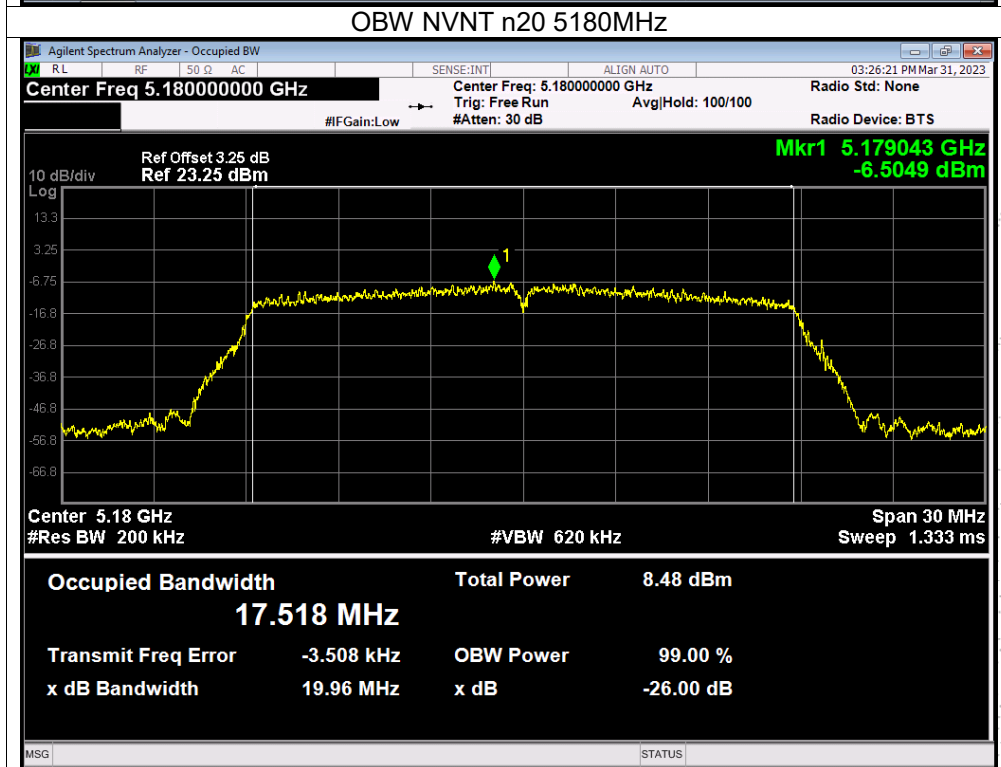 OBW NVNT n20 5180MHz
Agilent Spectrum Analyzer - Occupied BW
LXI RL RF 50 Ω AC SENSE:INT ALIGN AUTO 03:26:21 PM Mar 31, 2023
Center Freq 5.180000000 GHz Center Freq: 5.180000000 GHz Radio Std: None
Trig: Free Run Avg|Hold: 100/100
#IFGain:Low #Atten: 30 dB Radio Device: BTS
Ref Offset 3.25 dB Mkr1 5.179043 GHz
10 dB/div Ref 23.25 dBm -6.5049 dBm
Log
13.3
3.25
1
-6.75
-16.8
-26.8
-36.8
-46.8
-56.8
-66.8
Center 5.18 GHz Span 30 MHz
#Res BW 200 kHz #VBW 620 kHz Sweep 1.333 ms
Occupied Bandwidth Total Power 8.48 dBm
17.518 MHz
Transmit Freq Error -3.508 kHz OBW Power 99.00 %
x dB Bandwidth 19.96 MHz x dB -26.00 dB
MSG STATUS